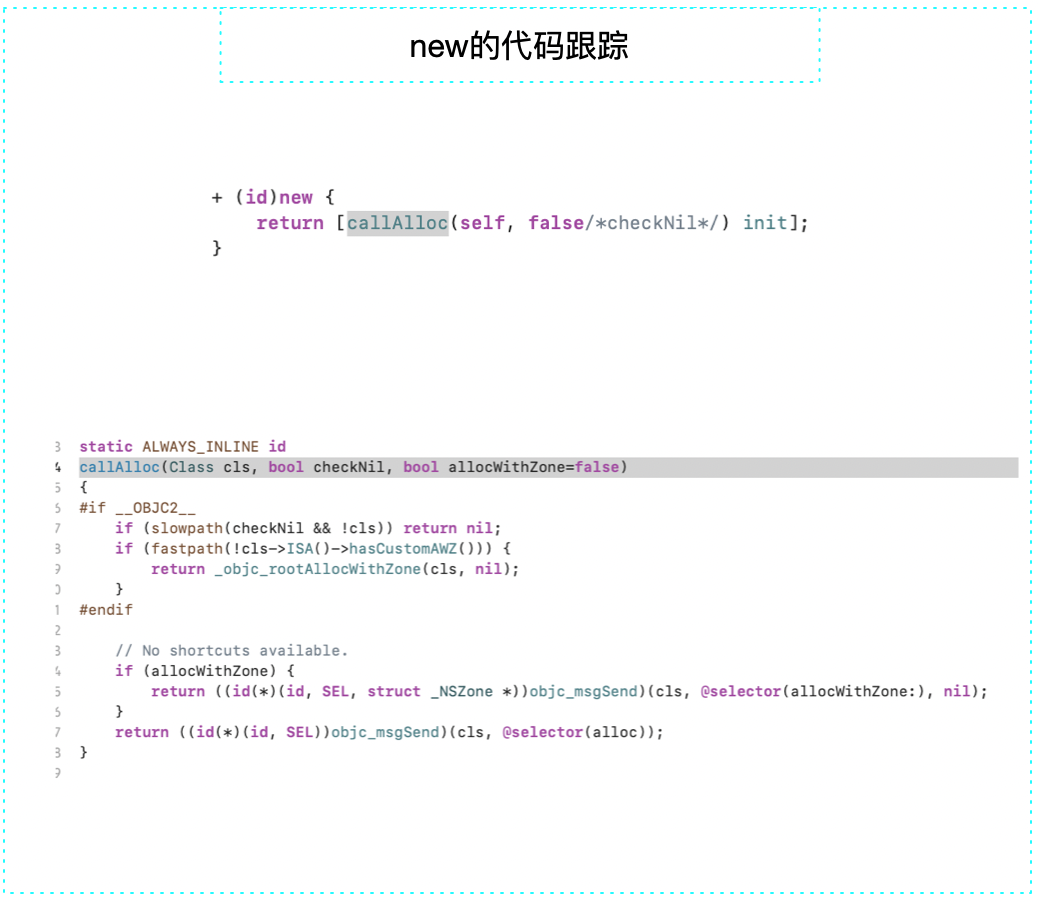 new的代码跟踪
+ (id)new {
    return [callAlloc(self, false/*checkNil*/) init];
}
3 static ALWAYS_INLINE id
4 callAlloc(Class cls, bool checkNil, bool allocWithZone=false)
5 {
6 #if __OBJC2__
7     if (slowpath(checkNil && !cls)) return nil;
8     if (fastpath(!cls->ISA()->hasCustomAWZ())) {
9         return _objc_rootAllocWithZone(cls, nil);
0     }
1 #endif
2
3     // No shortcuts available.
4     if (allocWithZone) {
5         return ((id(*)(id, SEL, struct _NSZone *))objc_msgSend)(cls, @selector(allocWithZone:), nil);
6     }
7     return ((id(*)(id, SEL))objc_msgSend)(cls, @selector(alloc));
8 }
9